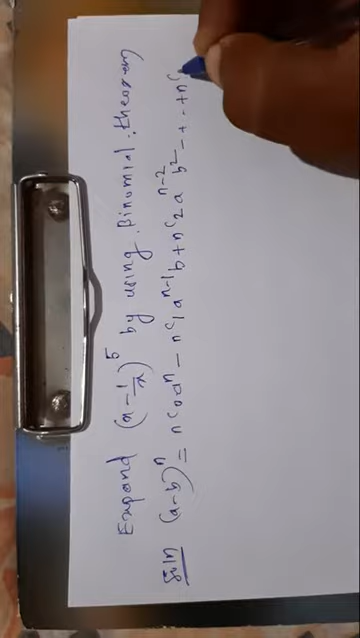 Expand (x - 1/x)^5 by using Binomial theorem
Soln (a-b)^n = nC0 a^n - nC1 a^n-1 b + nC2 a^n-2 b^2 - + - + nC